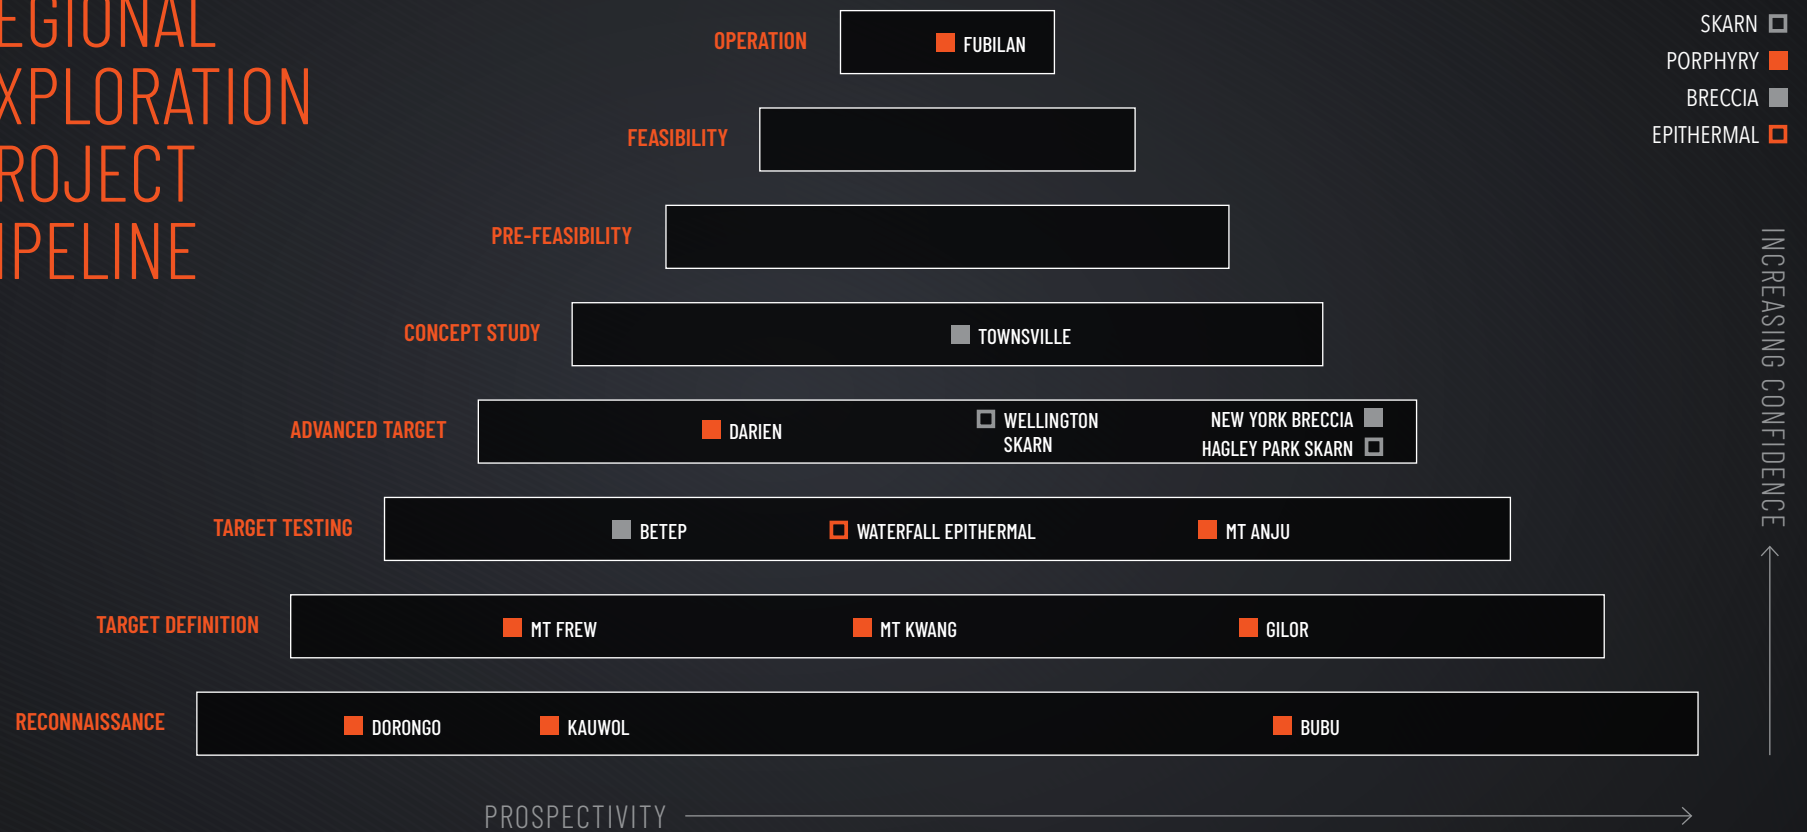 EGIONAL
XPLORATION
ROJECT
IPELINE
SKARN
PORPHYRY
BRECCIA
EPITHERMAL
OPERATION
FUBILAN
FEASIBILITY
PRE-FEASIBILITY
CONCEPT STUDY
TOWNSVILLE
ADVANCED TARGET
DARIEN
WELLINGTON
SKARN
NEW YORK BRECCIA
HAGLEY PARK SKARN
TARGET TESTING
BETEP
WATERFALL EPITHERMAL
MT ANJU
TARGET DEFINITION
MT FREW
MT KWANG
GILOR
RECONNAISSANCE
DORONGO
KAUWOL
BUBU
INCREASING CONFIDENCE
PROSPECTIVITY